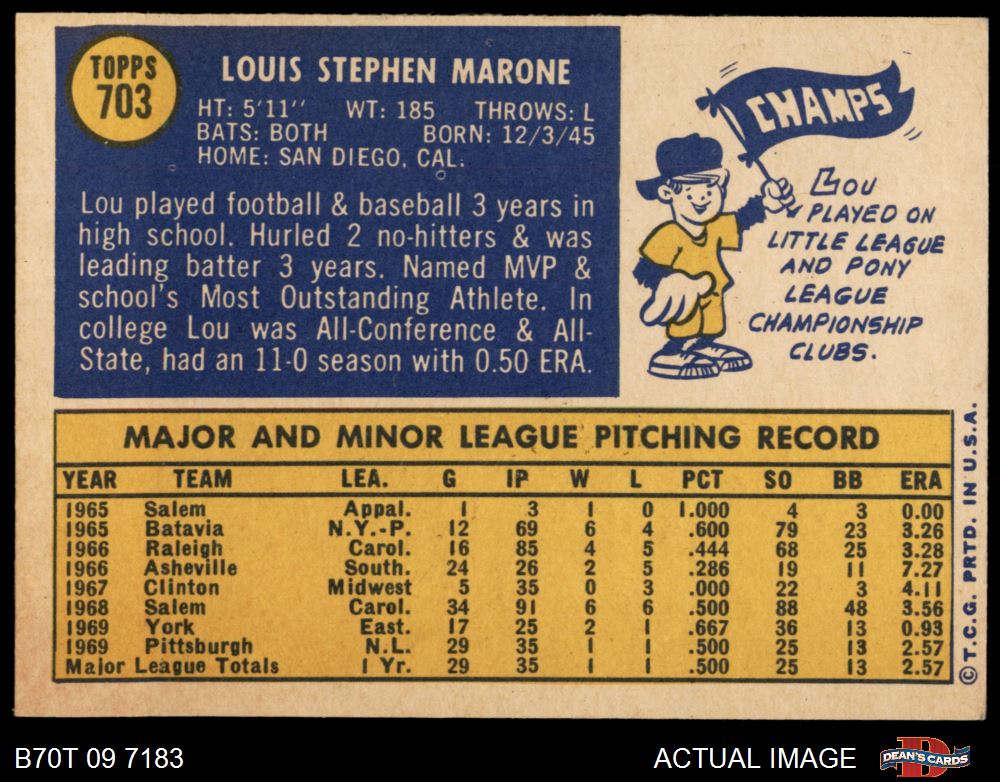 TOPPS
703
LOUIS STEPHEN MARONE
HT: 5'11" WT: 185 THROWS: L
BATS: BOTH BORN: 12/3/45
HOME: SAN DIEGO, CAL.
Lou played football & baseball 3 years in
high school. Hurled 2 no-hitters & was
leading batter 3 years. Named MVP &
school's Most Outstanding Athlete. In
college Lou was All-Conference & All-
State, had an 11-0 season with 0.50 ERA.
CHAMPS
LOU
PLAYED ON
LITTLE LEAGUE
AND PONY
LEAGUE
CHAMPIONSHIP
CLUBS.
MAJOR AND MINOR LEAGUE PITCHING RECORD
YEAR TEAM LEA. G IP W L PCT SO BB ERA
1965 Salem Appal. 1 3 1 0 1.000 4 3 0.00
1965 Batavia N.Y.-P. 12 69 6 4 .600 79 23 3.26
1966 Raleigh Carol. 16 85 4 5 .444 68 25 3.28
1966 Asheville South. 24 26 2 5 .286 19 11 7.27
1967 Clinton Midwest 5 35 0 3 .000 22 3 4.11
1968 Salem Carol. 34 91 6 6 .500 88 48 3.56
1969 York East. 17 25 2 1 .667 36 13 0.93
1969 Pittsburgh N.L. 29 35 1 1 .500 25 13 2.57
Major League Totals 1 Yr. 29 35 1 1 .500 25 13 2.57
© T.C.G. PRTD. IN U.S.A.
B70T 09 7183
ACTUAL IMAGE
DEAN'S CARDS